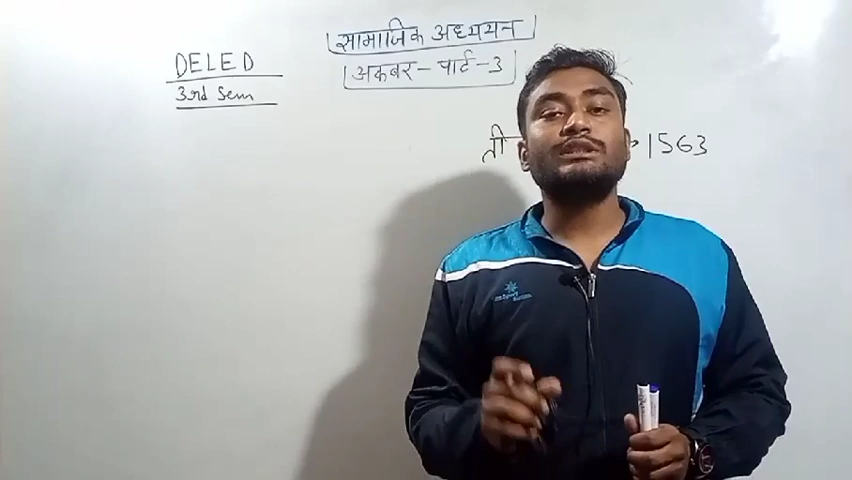 सामाजिक अध्ययन
DELED
अकबर - पार्ट - 3
3rd Sem
ती 1563